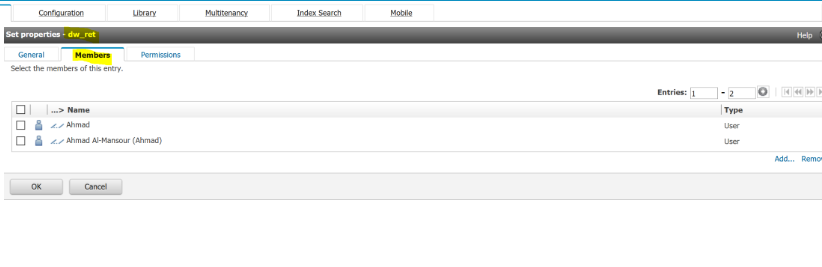 Configuration Library Multitenancy Index Search Mobile
Set properties - dw_ret Help
General Members Permissions
Select the members of this entry.
Entries: 1 - 2
...> Name Type
Ahmad User
Ahmad Al-Mansour (Ahmad) User
Add...
OK Cancel